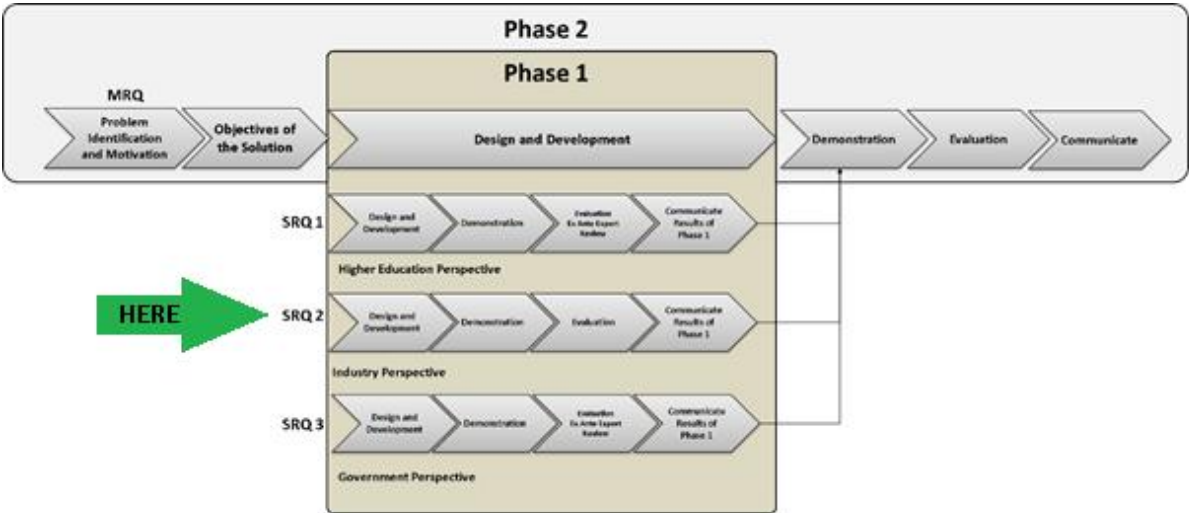 Phase 2
Phase 1
MRQ
Problem
Identification
and Motivation
Objectives of
the Solution
Design and Development
Demonstration
Evaluation
Communicate
SRQ 1
Design and
Development
Demonstration
Evaluation
Ex Ante Expert
Review
Communicate
Results of
Phase 1
Higher Education Perspective
HERE
SRQ 2
Design and
Development
Demonstration
Evaluation
Communicate
Results of
Phase 1
Industry Perspective
SRQ 3
Design and
Development
Demonstration
Evaluation
Ex Ante Expert
Review
Communicate
Results of
Phase 1
Government Perspective